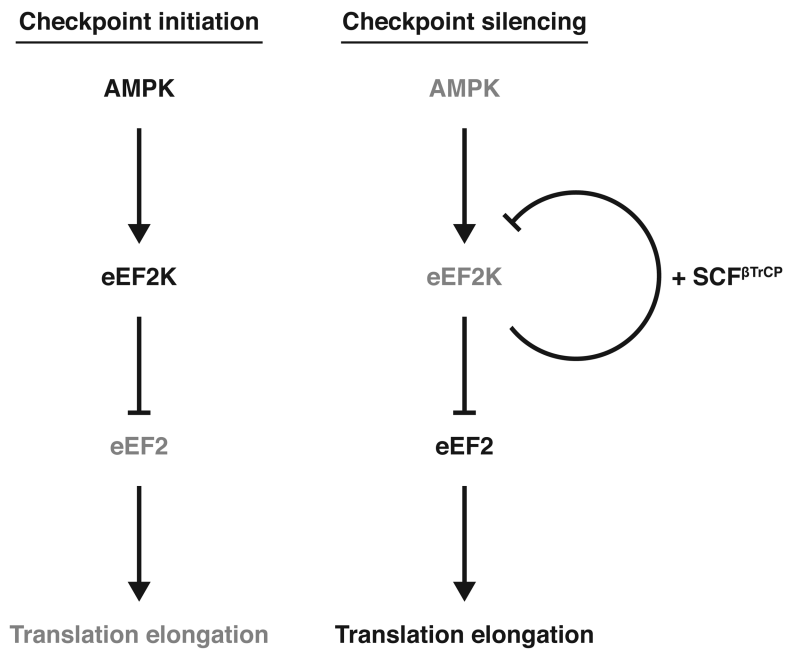 Checkpoint initiation
AMPK
eEF2K
eEF2
Translation elongation
Checkpoint silencing
AMPK
eEF2K
+ SCFβTrCP
eEF2
Translation elongation